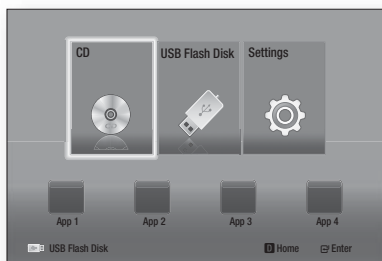 CD USB Flash Disk Settings
App 1 App 2 App 3 App 4
USB Flash Disk D Home Enter